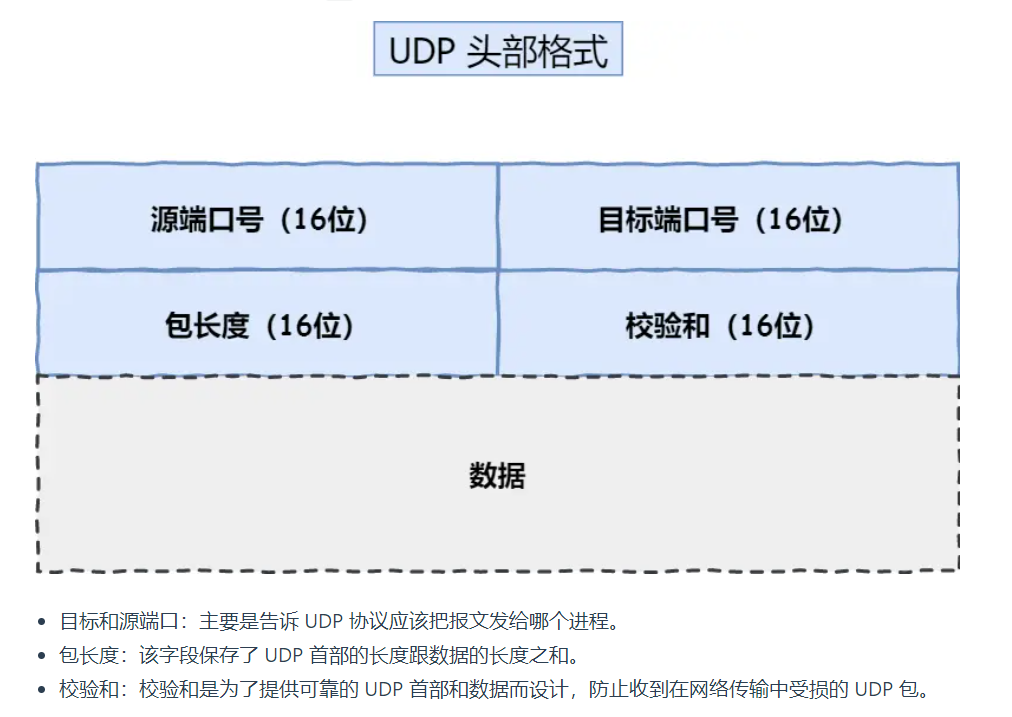 UDP 头部格式
源端口号（16位） 目标端口号（16位）
包长度（16位） 校验和（16位）
数据
• 目标和源端口：主要是告诉 UDP 协议应该把报文发给哪个进程。
• 包长度：该字段保存了 UDP 首部的长度跟数据的长度之和。
• 校验和：校验和是为了提供可靠的 UDP 首部和数据而设计，防止收到在网络传输中受损的 UDP 包。